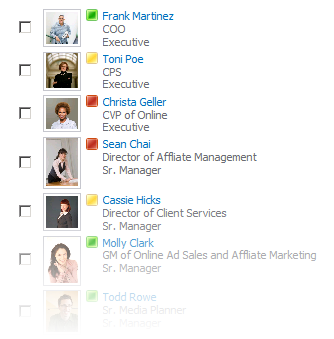 Frank Martinez
COO
Executive
Toni Poe
CPS
Executive
Christa Geller
CVP of Online
Executive
Sean Chai
Director of Affliate Management
Sr. Manager
Cassie Hicks
Director of Client Services
Sr. Manager
Molly Clark
GM of Online Ad Sales and Affliate Marketing
Sr. Manager
Todd Rowe
Sr. Media Planner
Sr. Manager